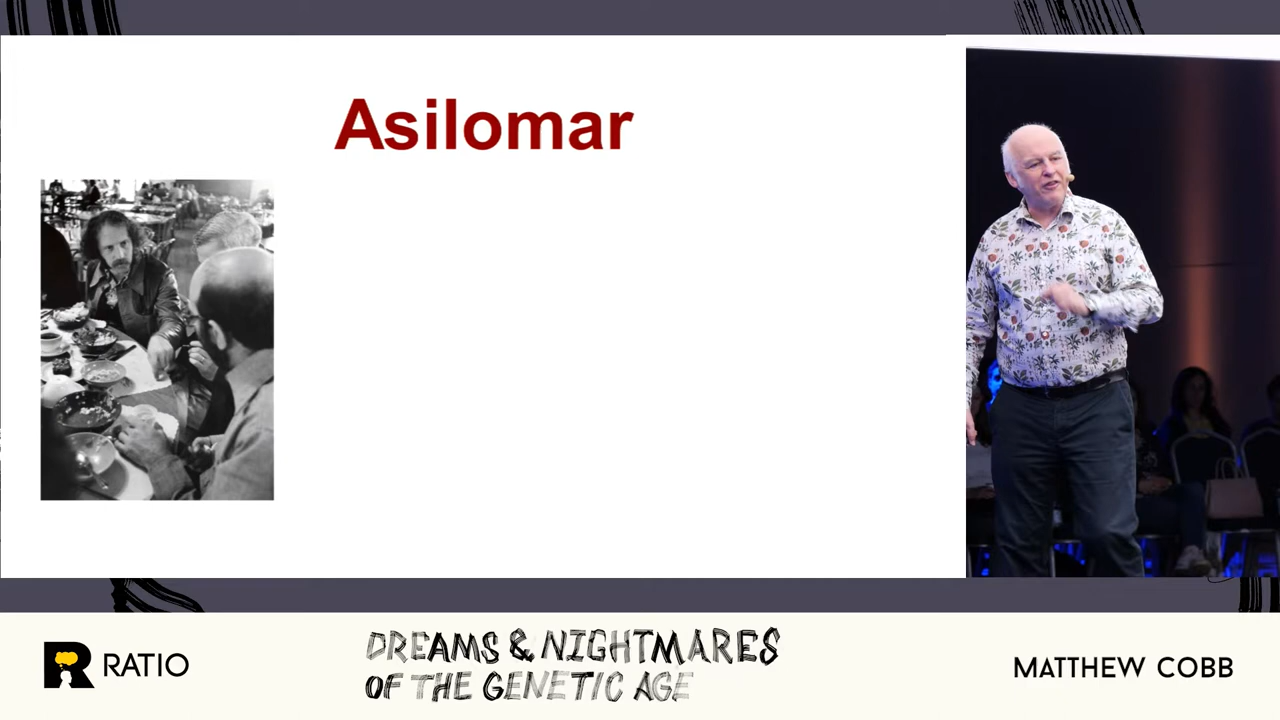 Asilomar
RATIO
DREAMS & NIGHTMARES
OF THE GENETIC AGE
MATTHEW COBB